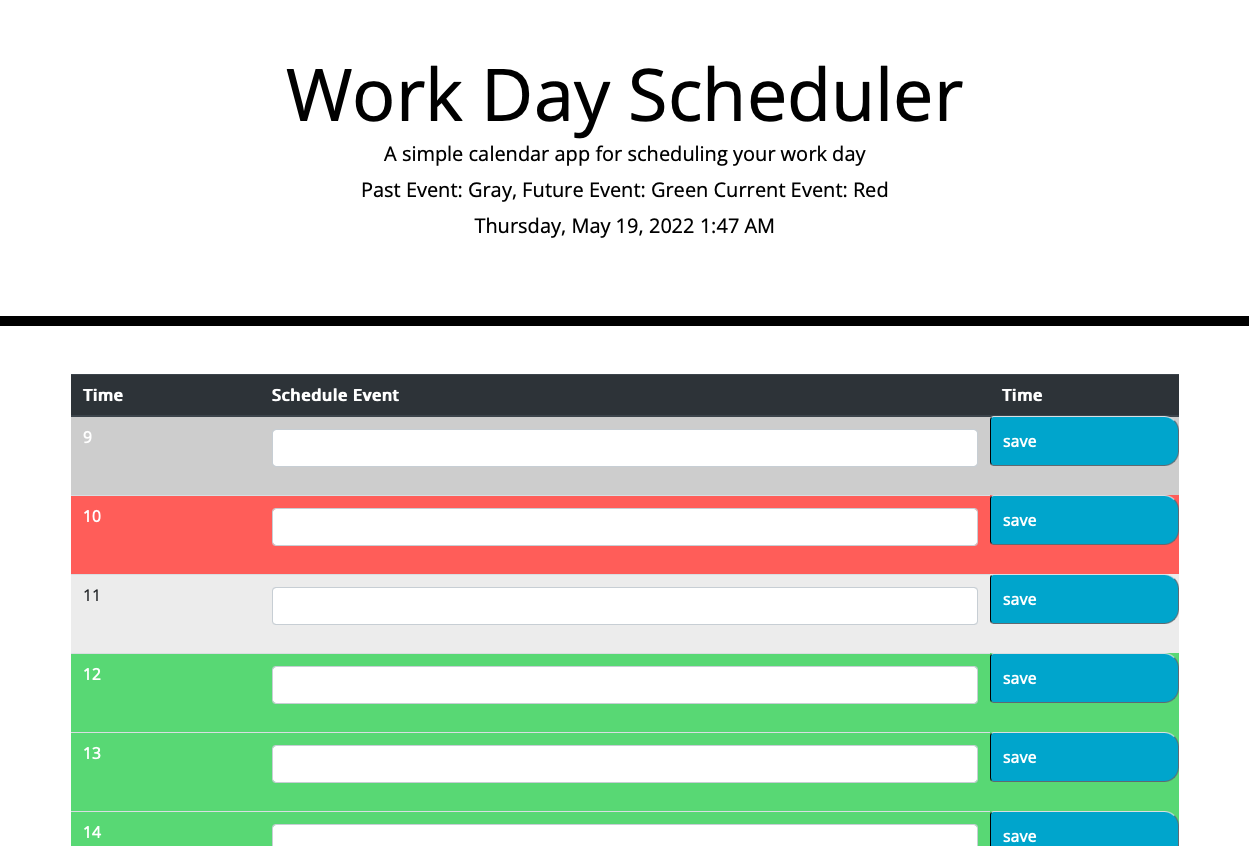 Work Day Scheduler
A simple calendar app for scheduling your work day
Past Event: Gray, Future Event: Green Current Event: Red
Thursday, May 19, 2022 1:47 AM
Time Schedule Event Time
9 save
10 save
11 save
12 save
13 save
14 save